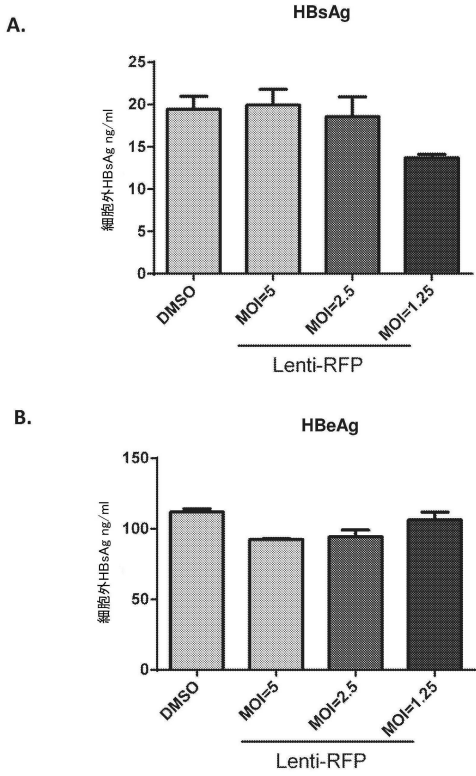 A.
HBsAg
細胞外HBsAg ng/ml
25
20
15
10
5
0
DMSO
MOI=5
MOI=2.5
MOI=1.25
Lenti-RFP
B.
HBeAg
細胞外HBsAg ng/ml
150
100
50
0
DMSO
MOI=5
MOI=2.5
MOI=1.25
Lenti-RFP